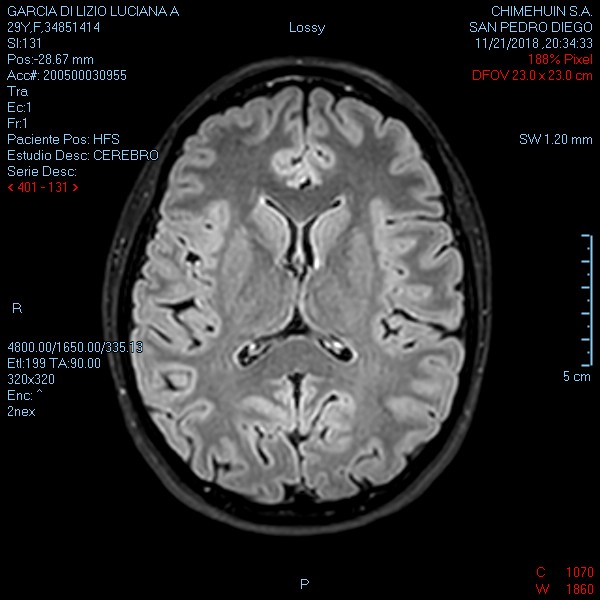 GARCIA DI LIZIO LUCIANA A
29Y,F,34851414
Sl:131
Pos:-28.67 mm
Acc#: 200500030955
Tra
Ec:1
Fr:1
Paciente Pos: HFS
Estudio Desc: CEREBRO
Serie Desc:
< 401 - 131 >
Lossy
CHIMEHUIN S.A.
SAN PEDRO DIEGO
11/21/2018 ,20:34:33
188% Pixel
DFOV 23.0 x 23.0 cm
SW 1.20 mm
R
4800.00/1650.00/335.13
Etl:199 TA:90.00
320x320
Enc: ^
2nex
5 cm
P
C 1070
W 1860